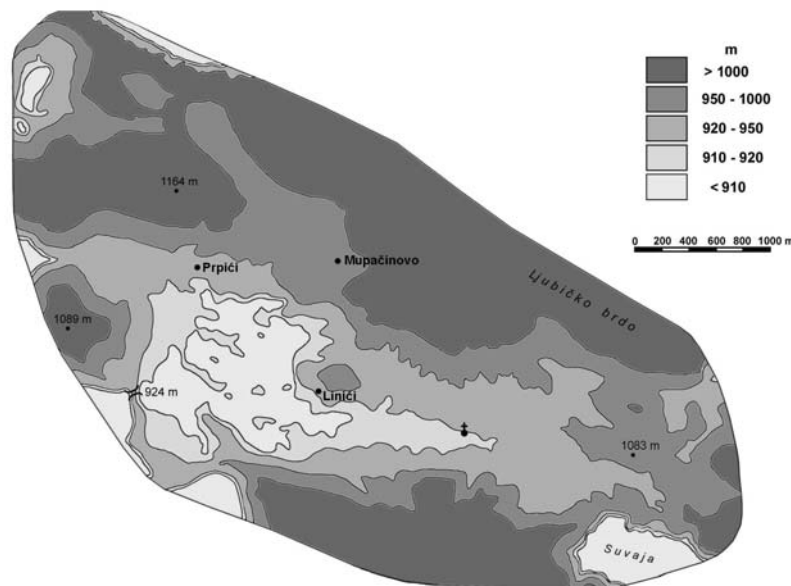 m
> 1000
950 - 1000
920 - 950
910 - 920
< 910
0 200 400 600 800 1000 m
1164 m
Prpići
Mupačinovo
Ljubičko brdo
1089 m
924 m
Linići
1083 m
Suvaja